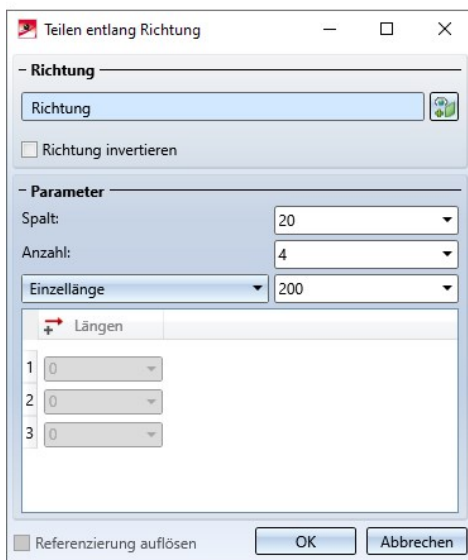 Teilen entlang Richtung
Richtung
Richtung
Richtung invertieren
Parameter
Spalt: 20
Anzahl: 4
Einzellänge 200
Längen
1 0
2 0
3 0
Referenzierung auflösen OK Abbrechen